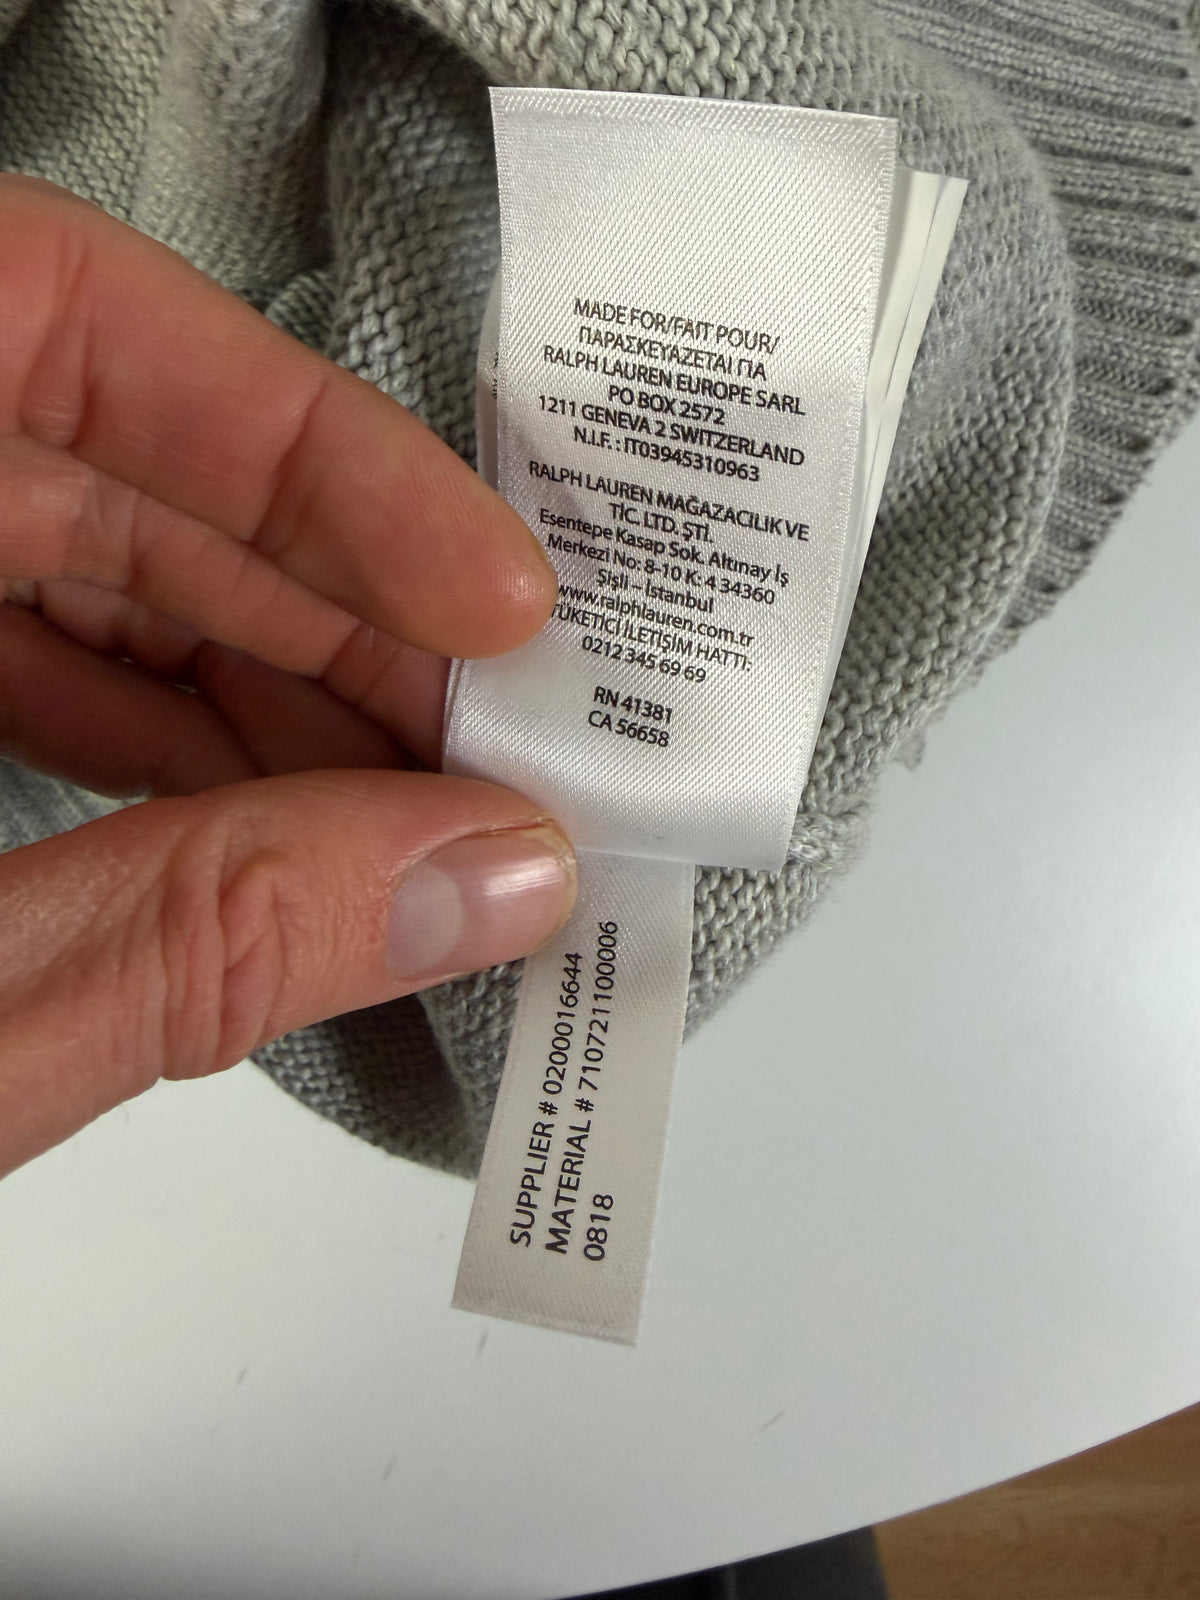 MADE FOR/FAIT POUR/
ΠΑΡΑΣΚΕΥΑΖΕΤΑΙ ΓΙΑ
RALPH LAUREN EUROPE SARL
PO BOX 2572
1211 GENEVA 2 SWITZERLAND
N.I.F. : IT03945310963
RALPH LAUREN MAĞAZACILIK VE
TİC. LTD. ŞTİ.
Esentepe Kasap Sok. Altınay İş
Merkezi No: 8-10 K: 4 34360
Şişli – İstanbul
www.ralphlauren.com.tr
TÜKETİCİ İLETİŞİM HATTI:
0212 345 69 69
RN 41381
CA 56658
SUPPLIER # 0200016644
MATERIAL # 710721100006
0818